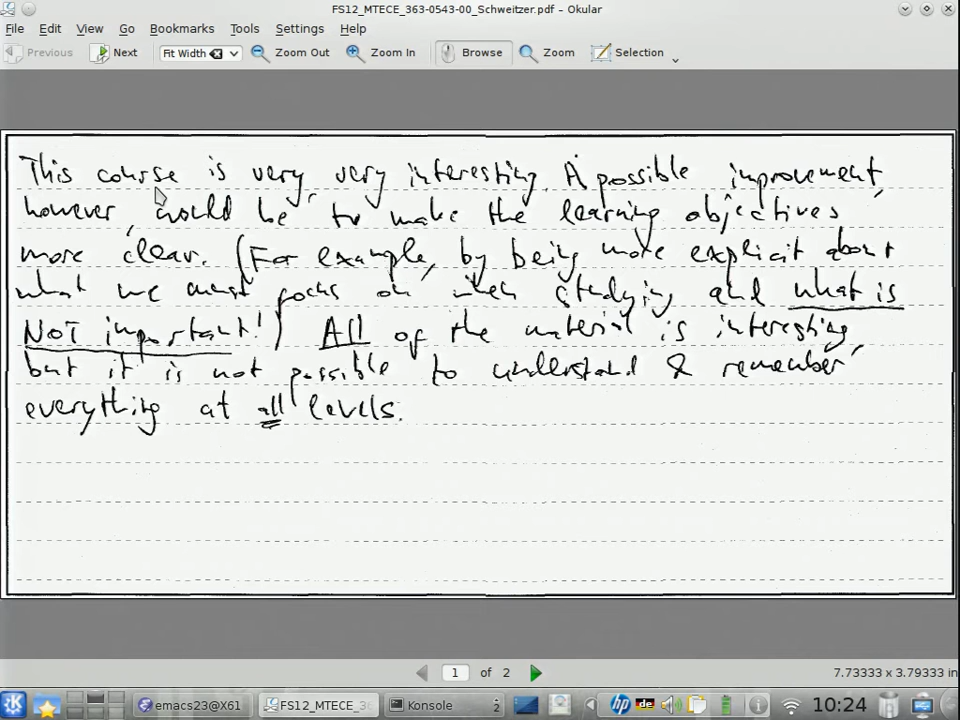 FS12_MTECE_363-0543-00_Schweitzer.pdf – Okular
File Edit View Go Bookmarks Tools Settings Help
Previous Next Fit Width Zoom Out Zoom In Browse Zoom Selection
This course is very, very interesting. A possible improvement,
however, would be to make the learning objectives
more clear. (For example, by being more explicit about
what we must focus on when studying and what is
NOT important!) All of the material is interesting,
but it is not possible to understand & remember
everything at all levels.
1 of 2 7.73333 x 3.79333 in
emacs23@X61 FS12_MTECE_36 Konsole 2 hp de 10:24